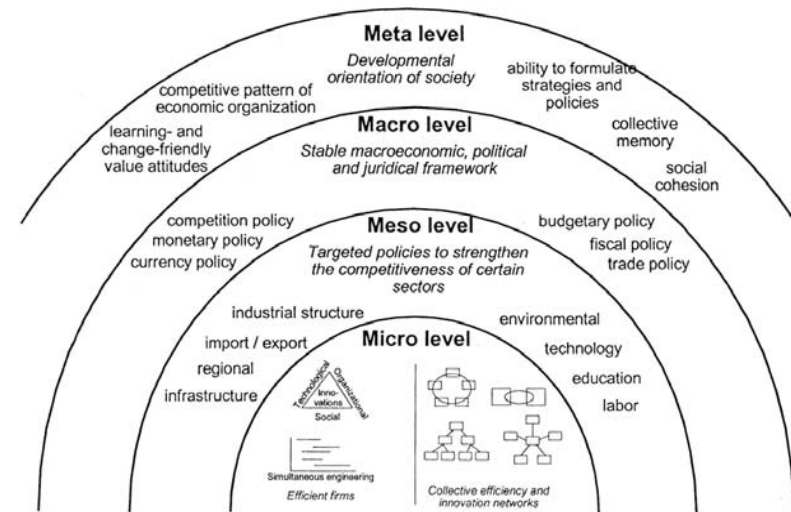 Meta level
Developmental
orientation of society
competitive pattern of
economic organization
learning- and
change-friendly
value attitudes
ability to formulate
strategies and
policies
collective
memory
social
cohesion
Macro level
Stable macroeconomic, political
and juridical framework
competition policy
monetary policy
currency policy
budgetary policy
fiscal policy
trade policy
Meso level
Targeted policies to strengthen
the competitiveness of certain
sectors
industrial structure
import / export
regional
infrastructure
environmental
technology
education
labor
Micro level
Technological
Organizational
Inno-
vations
Social
Simultaneous engineering
Efficient firms
Collective efficiency and
innovation networks